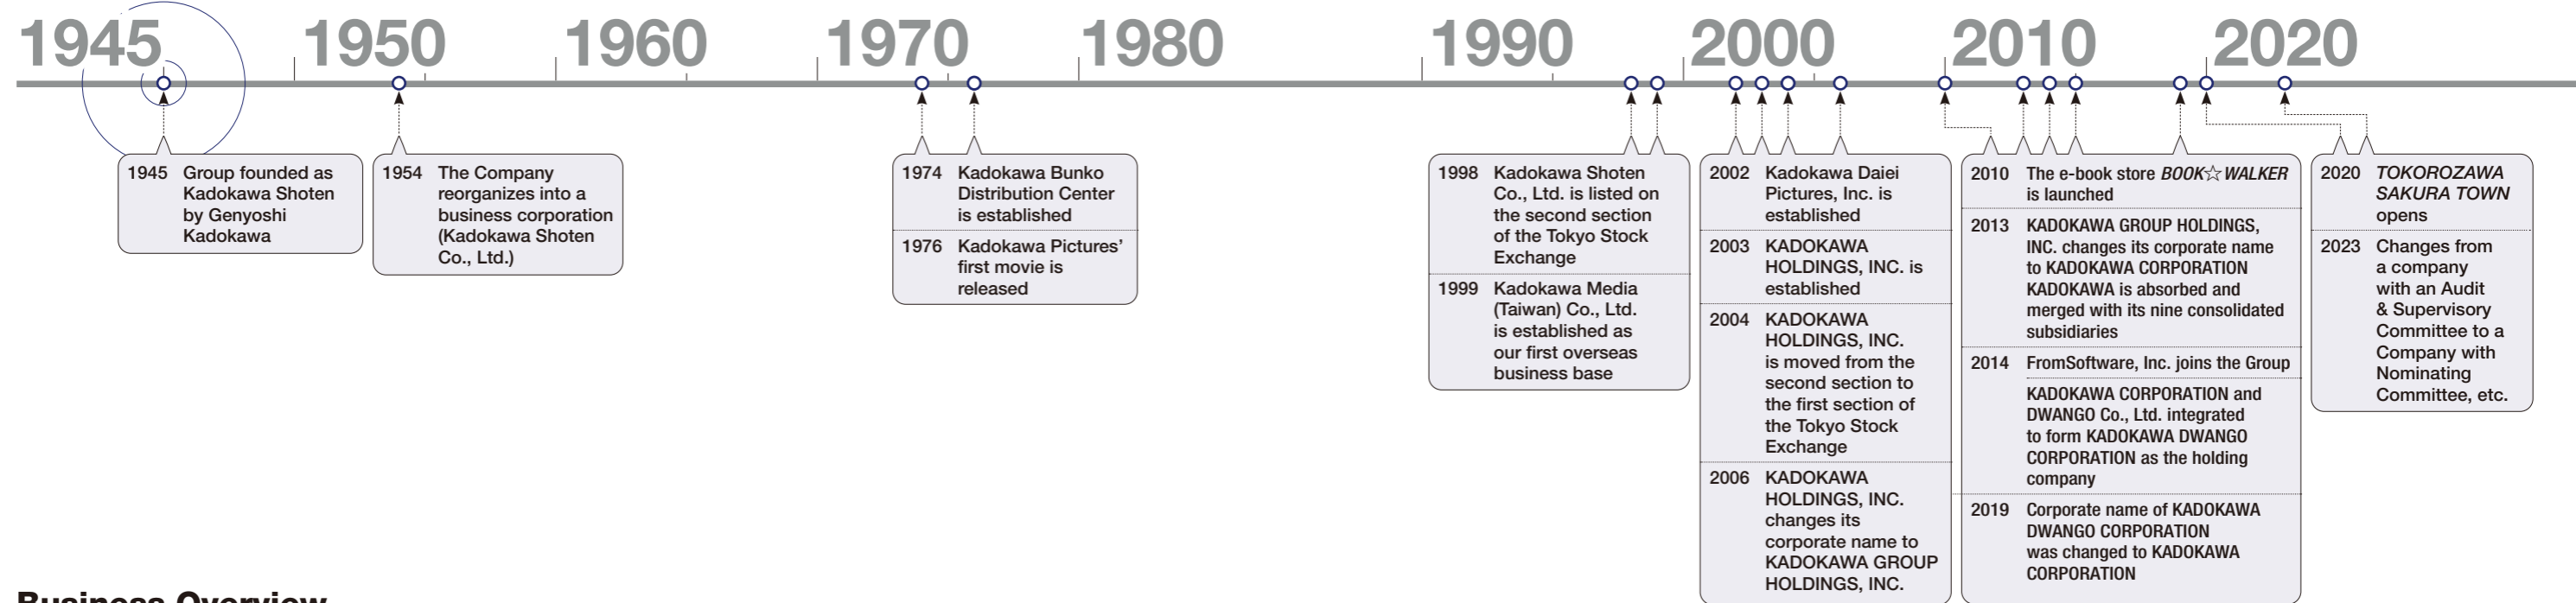 1945 1950 1960 1970 1980 1990 2000 2010 2020
1945 Group founded as
Kadokawa Shoten
by Genyoshi
Kadokawa
1954 The Company
reorganizes into a
business corporation
(Kadokawa Shoten
Co., Ltd.)
1974 Kadokawa Bunko
Distribution Center
is established
1976 Kadokawa Pictures’
first movie is
released
1998 Kadokawa Shoten
Co., Ltd. is listed on
the second section
of the Tokyo Stock
Exchange
1999 Kadokawa Media
(Taiwan) Co., Ltd.
is established as
our first overseas
business base
2002 Kadokawa Daiei
Pictures, Inc. is
established
2003 KADOKAWA
HOLDINGS, INC. is
established
2004 KADOKAWA
HOLDINGS, INC.
is moved from the
second section to
the first section of
the Tokyo Stock
Exchange
2006 KADOKAWA
HOLDINGS, INC.
changes its
corporate name to
KADOKAWA GROUP
HOLDINGS, INC.
2010 The e-book store BOOK☆WALKER
is launched
2013 KADOKAWA GROUP HOLDINGS,
INC. changes its corporate name
to KADOKAWA CORPORATION
KADOKAWA is absorbed and
merged with its nine consolidated
subsidiaries
2014 FromSoftware, Inc. joins the Group
KADOKAWA CORPORATION and
DWANGO Co., Ltd. integrated
to form KADOKAWA DWANGO
CORPORATION as the holding
company
2019 Corporate name of KADOKAWA
DWANGO CORPORATION
was changed to KADOKAWA
CORPORATION
2020 TOKOROZAWA
SAKURA TOWN
opens
2023 Changes from
a company
with an Audit
& Supervisory
Committee to a
Company with
Nominating
Committee, etc.
Business Overview